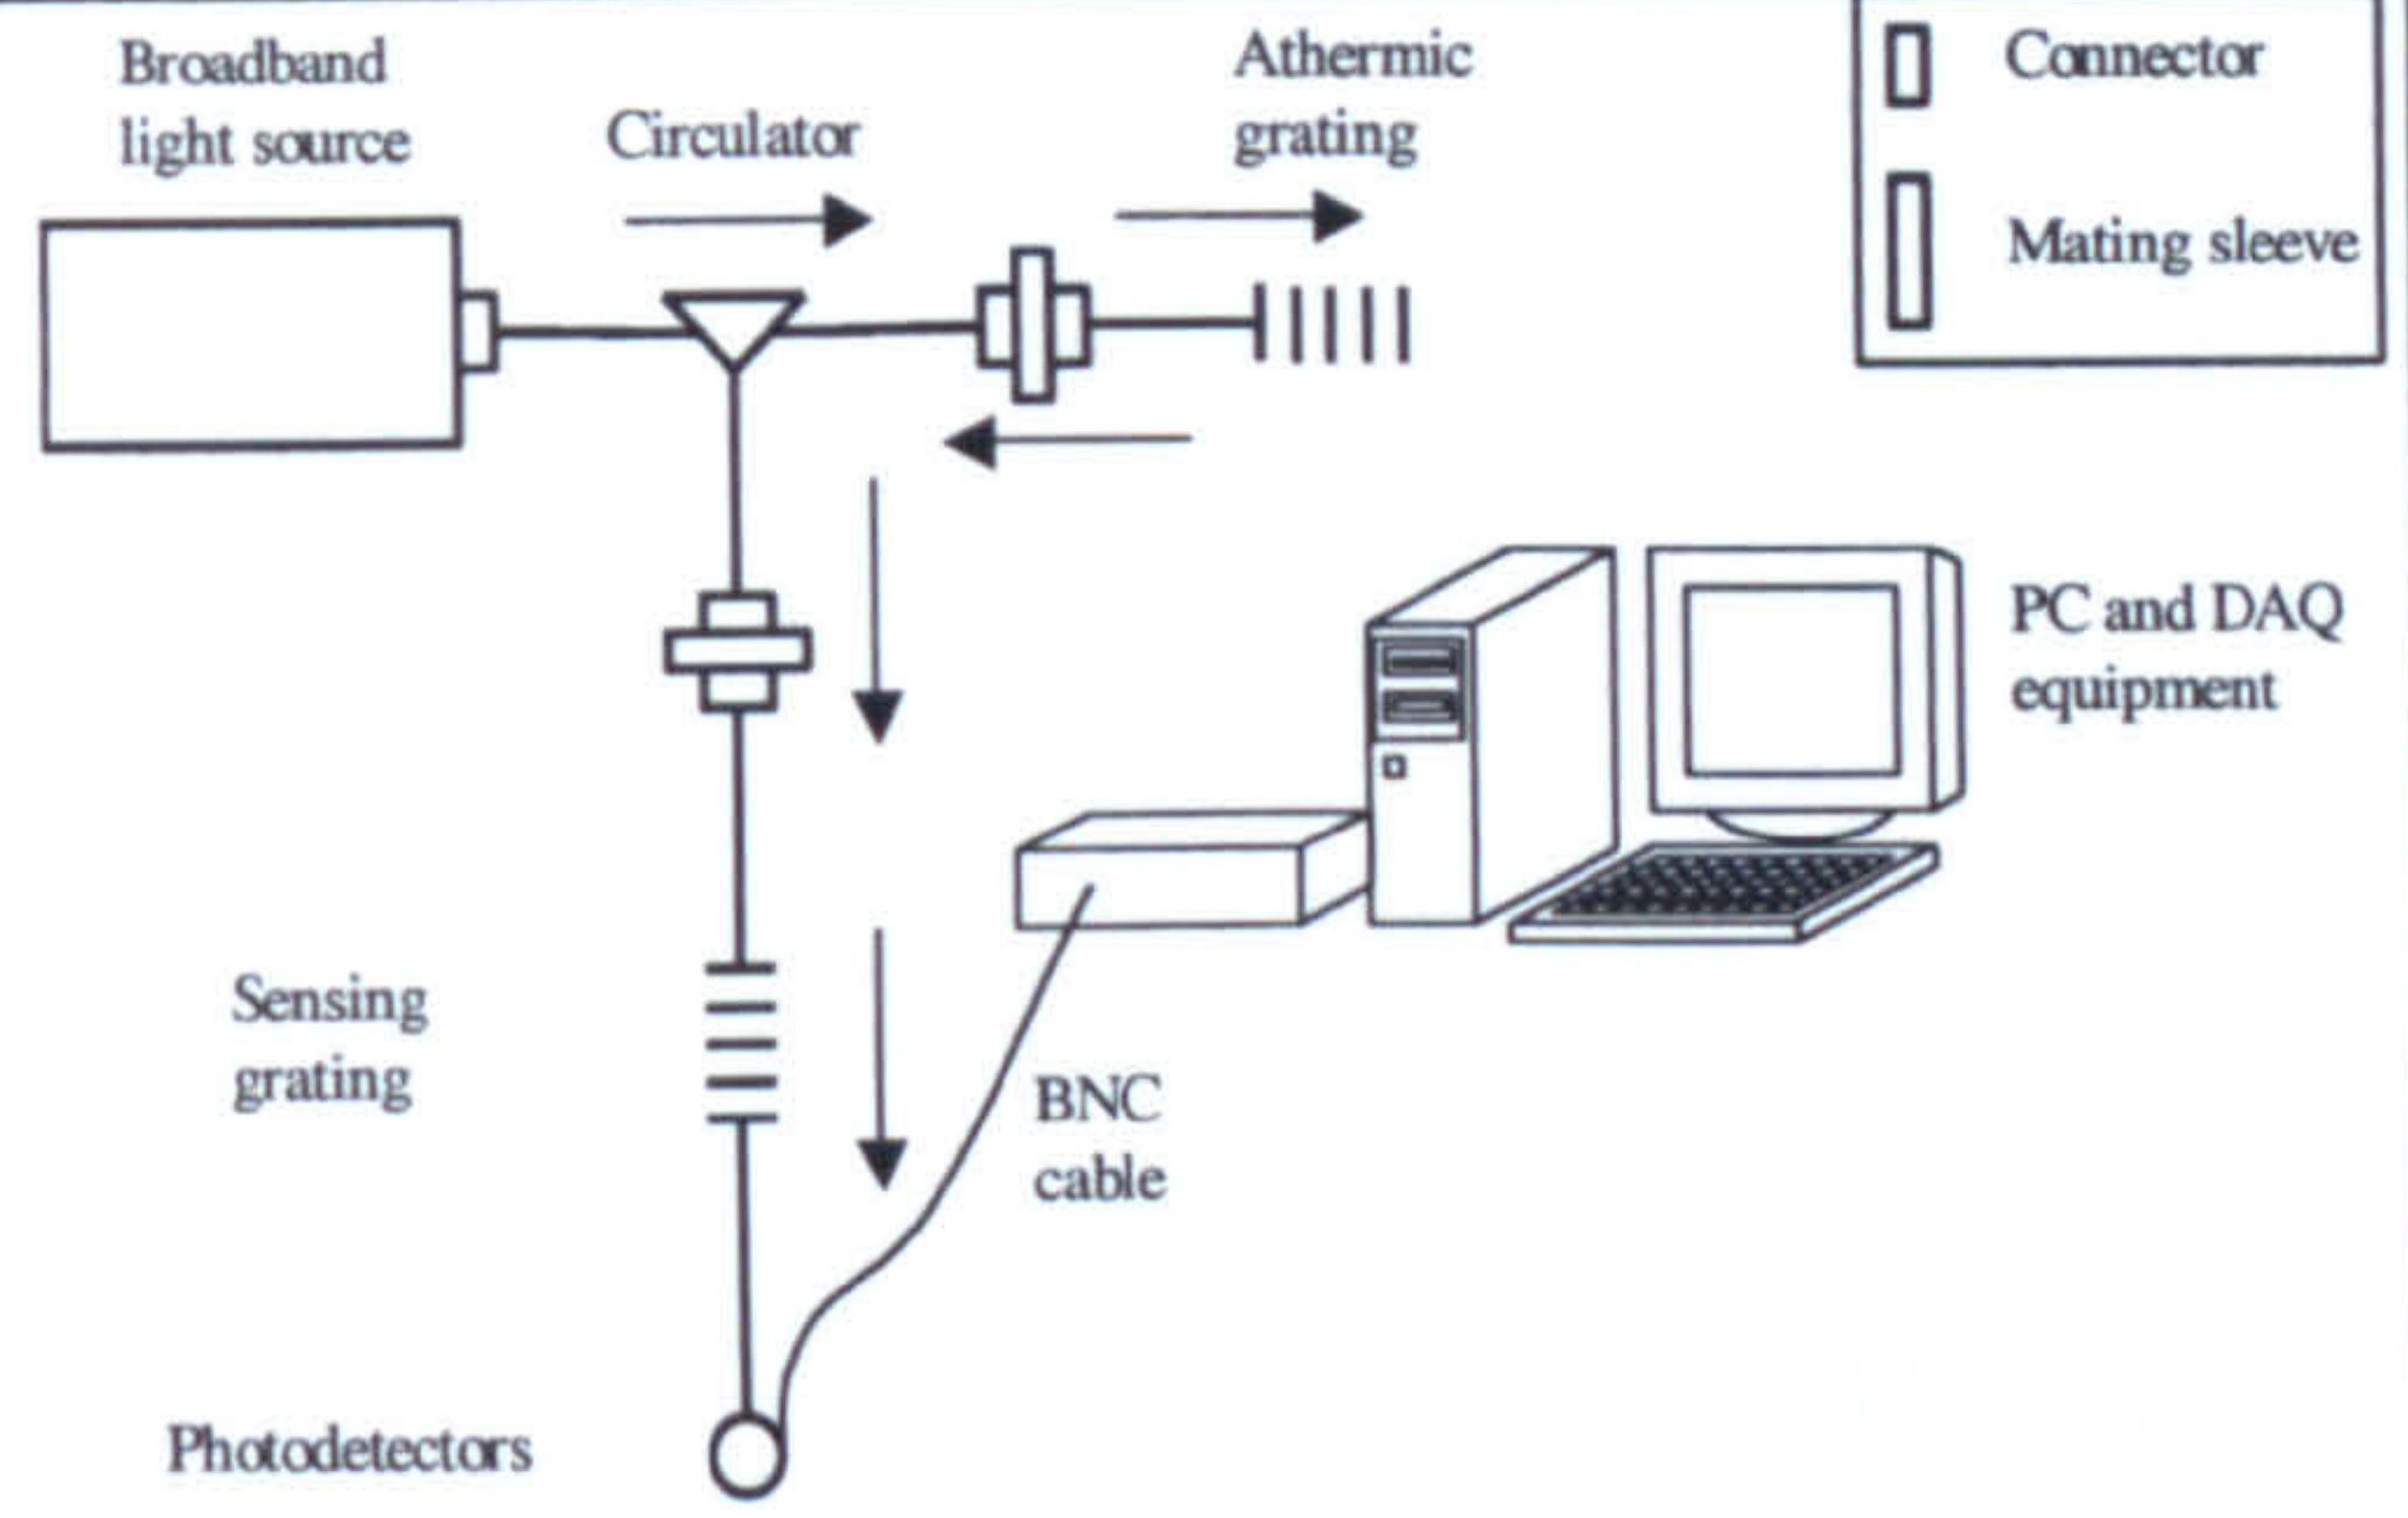 Broadband
light source
Circulator
Athermic
grating
Connector
Mating sleeve
PC and DAQ
equipment
Sensing
grating
BNC
cable
Photodetectors